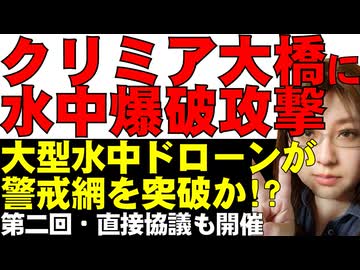 クリミア大橋に
水中爆破攻撃
大型水中ドローンが
警戒網を突破か!?
第二回・直接協議も開催